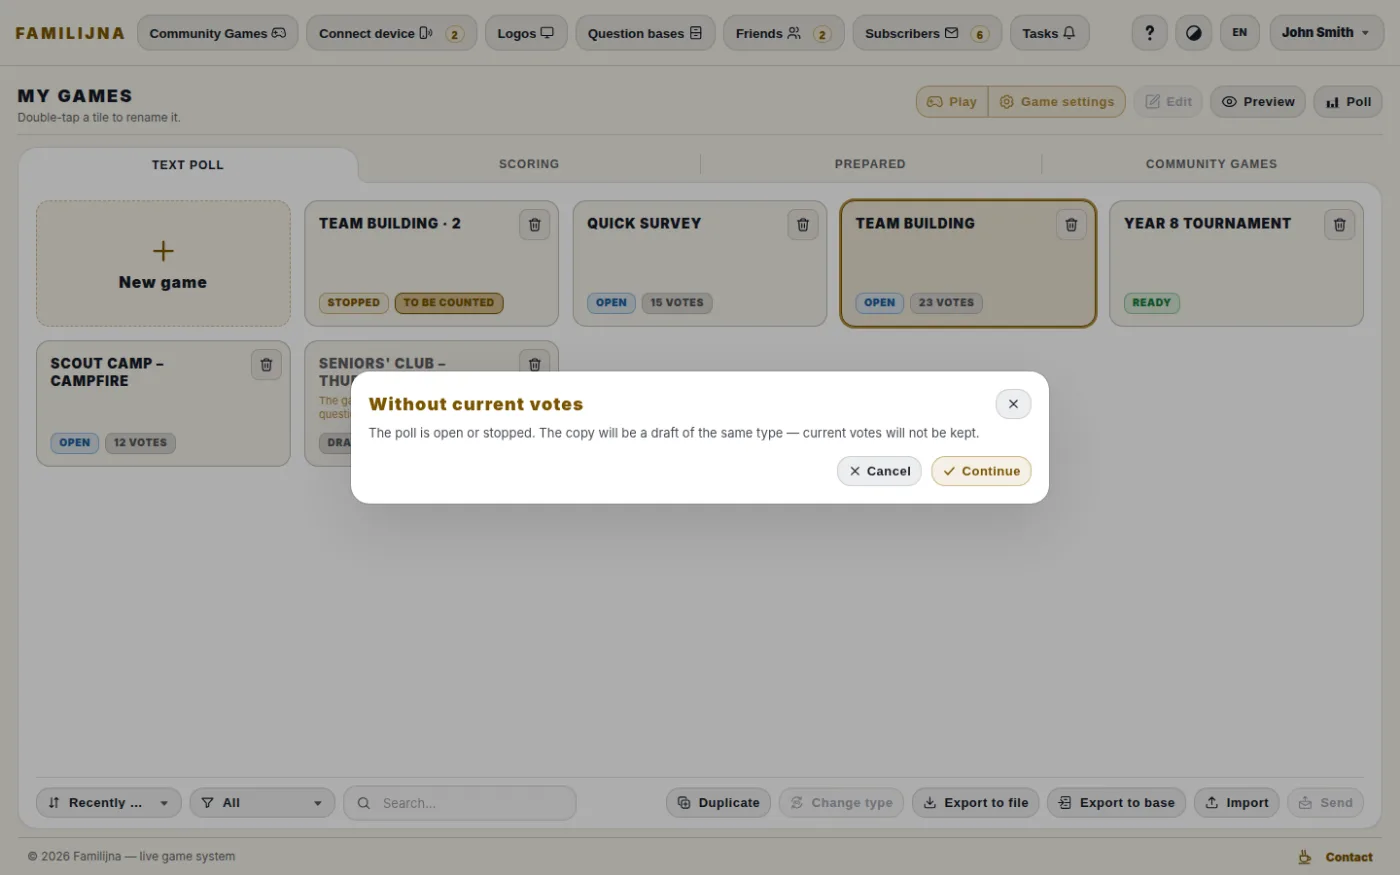 FAMILIJNA
Community Games
Connect device 2
Logos
Question bases
Friends 2
Subscribers 6
Tasks
?
EN
John Smith
MY GAMES
Double-tap a tile to rename it.
Play
Game settings
Edit
Preview
Poll
TEXT POLL
SCORING
PREPARED
COMMUNITY GAMES
New game
TEAM BUILDING · 2
STOPPED
TO BE COUNTED
QUICK SURVEY
OPEN
15 VOTES
TEAM BUILDING
OPEN
23 VOTES
YEAR 8 TOURNAMENT
READY
SCOUT CAMP –
CAMPFIRE
OPEN
12 VOTES
SENIORS' CLUB –
The
Without current votes
The poll is open or stopped. The copy will be a draft of the same type — current votes will not be kept.
Cancel
Continue
Recently ...
All
Search...
Duplicate
Change type
Export to file
Export to base
Import
Send
© 2026 Familijna — live game system
Contact